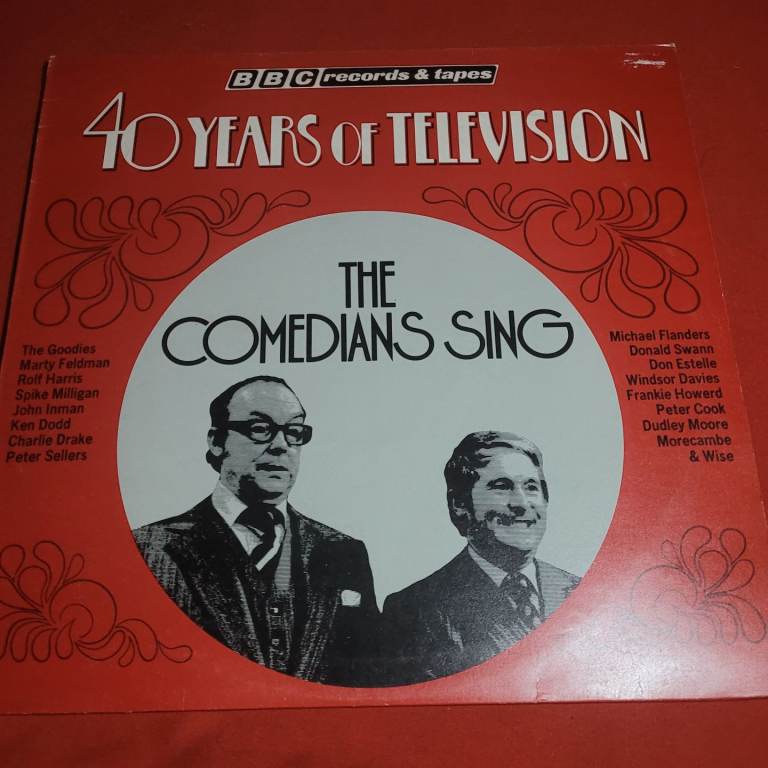 BBC records & tapes
40 YEARS OF TELEVISION
THE
COMEDIANS SING
The Goodies
Marty Feldman
Rolf Harris
Spike Milligan
John Inman
Ken Dodd
Charlie Drake
Peter Sellers
Michael Flanders
Donald Swann
Don Estelle
Windsor Davies
Frankie Howerd
Peter Cook
Dudley Moore
Morecambe
& Wise